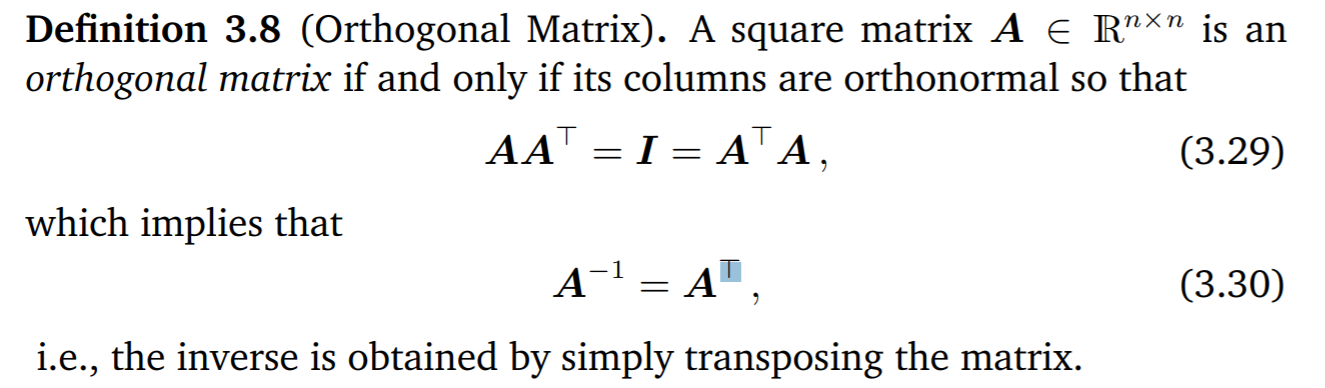 Definition 3.8 (Orthogonal Matrix). A square matrix A ∈ ℝⁿˣⁿ is an
orthogonal matrix if and only if its columns are orthonormal so that
AA⊤ = I = A⊤A , (3.29)
which implies that
A⁻¹ = A⊤ , (3.30)
i.e., the inverse is obtained by simply transposing the matrix.